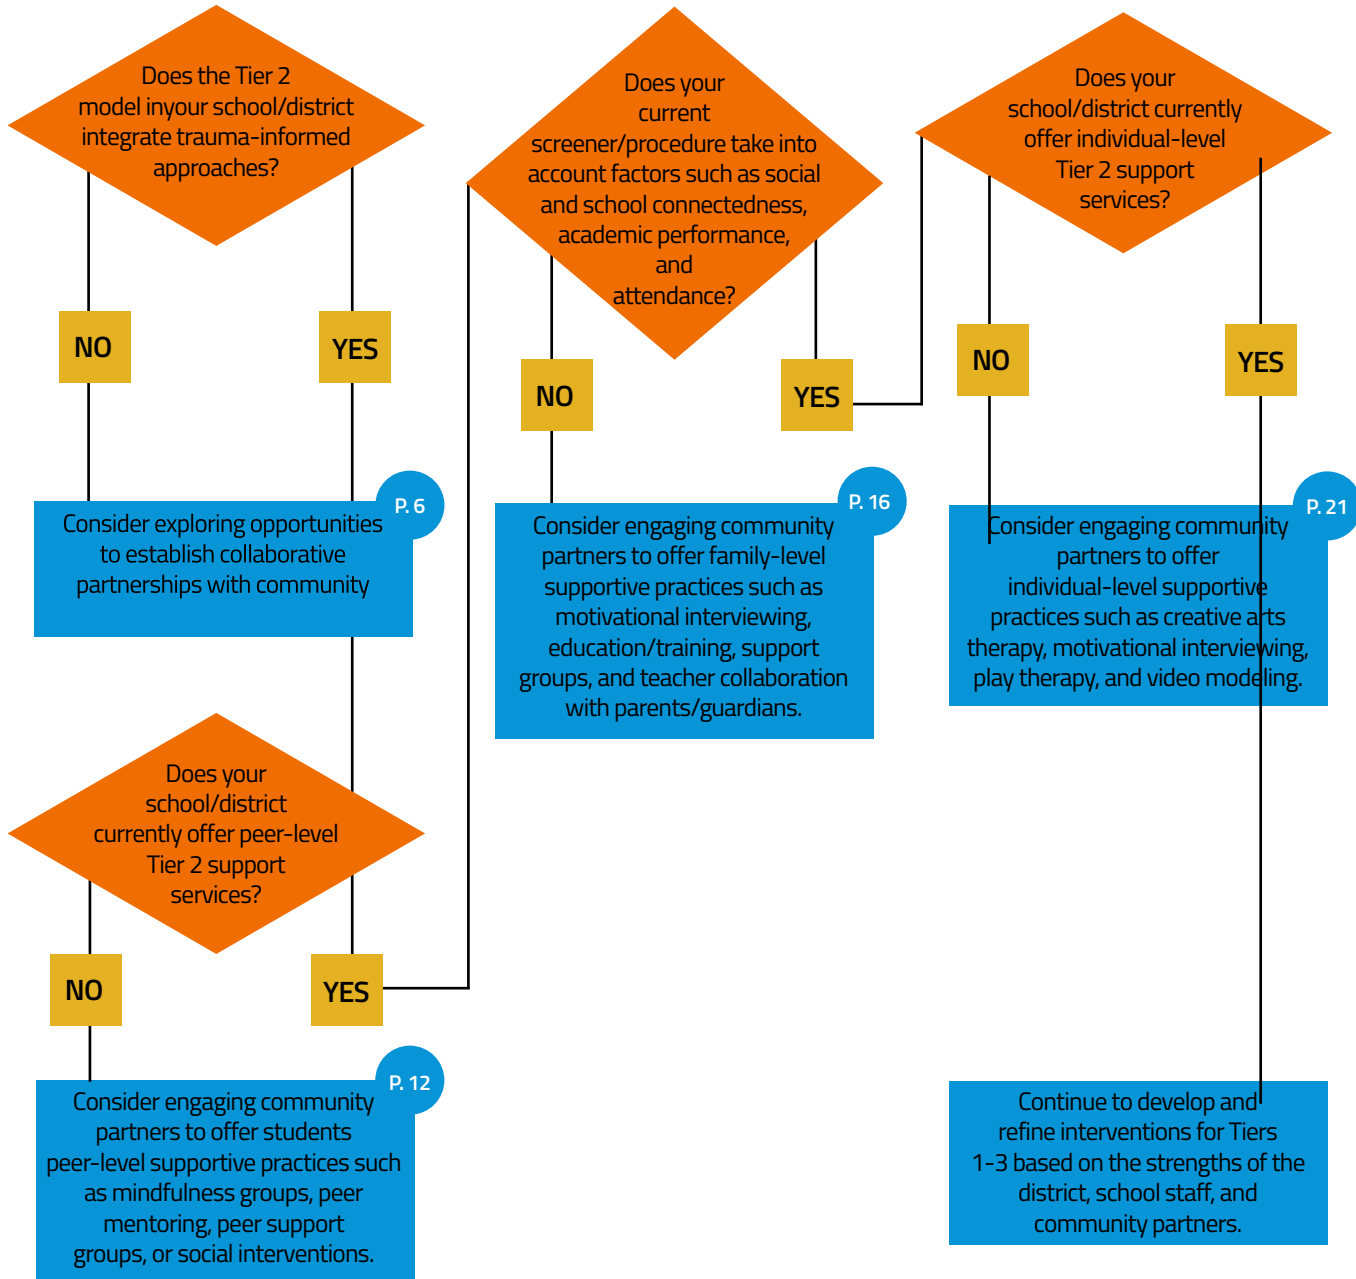 Does the Tier 2
model inyour school/district
integrate trauma-informed
approaches?
NO
YES
P. 6
Consider exploring opportunities
to establish collaborative
partnerships with community
Does your
school/district
currently offer peer-level
Tier 2 support
services?
NO
YES
P. 12
Consider engaging community
partners to offer students
peer-level supportive practices such
as mindfulness groups, peer
mentoring, peer support
groups, or social interventions.
Does your
current
screener/procedure take into
account factors such as social
and school connectedness,
academic performance,
and
attendance?
NO
YES
P. 16
Consider engaging community
partners to offer family-level
supportive practices such as
motivational interviewing,
education/training, support
groups, and teacher collaboration
with parents/guardians.
Does your
school/district currently
offer individual-level
Tier 2 support
services?
NO
YES
P. 21
Consider engaging community
partners to offer
individual-level supportive
practices such as creative arts
therapy, motivational interviewing,
play therapy, and video modeling.
Continue to develop and
refine interventions for Tiers
1-3 based on the strengths of the
district, school staff, and
community partners.